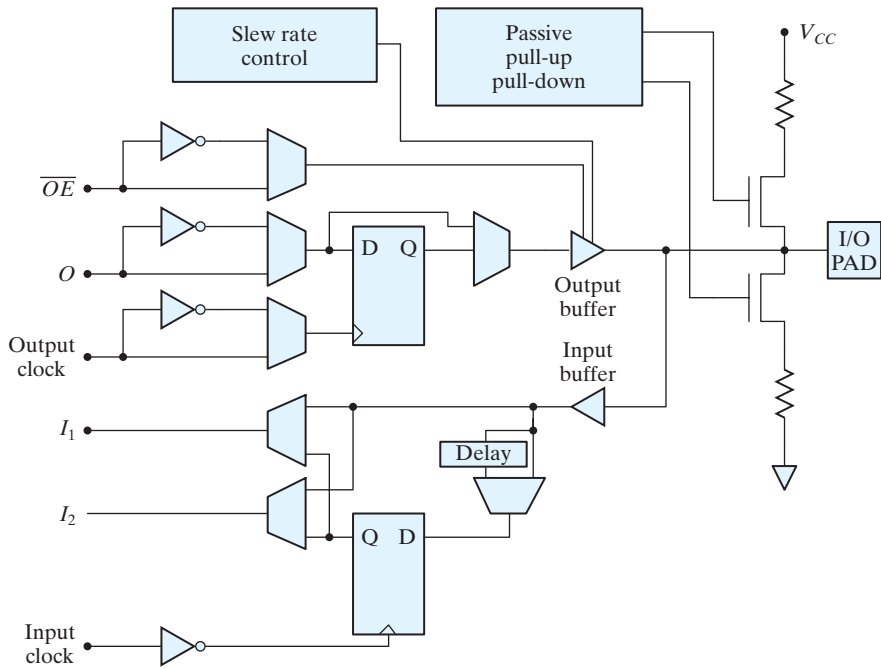 Slew rate
control
Passive
pull-up
pull-down
V_CC
\overline{OE}
O
D Q
I/O
PAD
Output
buffer
Output
clock
Input
buffer
I_1
Delay
I_2
Q D
Input
clock